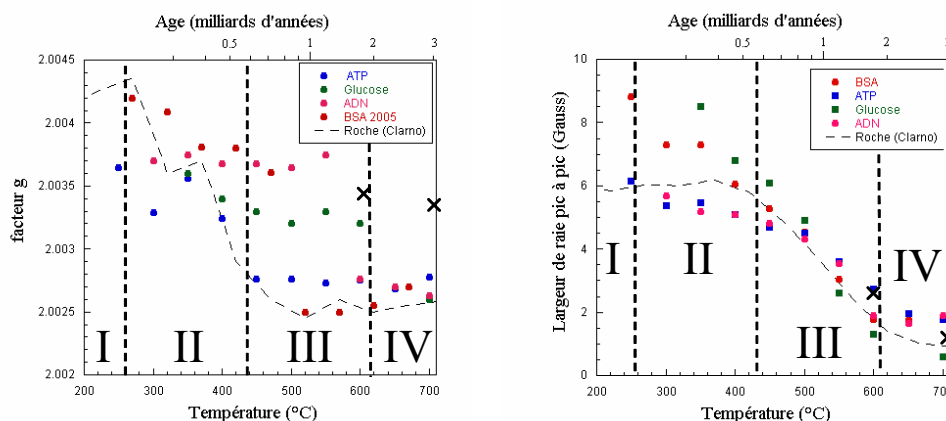 Age (milliards d'années)
0.5 1 2 3
facteur g
2.0045
2.004
2.0035
2.003
2.0025
2.002
ATP
Glucose
ADN
BSA 2005
Roche (Clarno)
I II III IV
200 300 400 500 600 700
Température (°C)
Age (milliards d'années)
0.5 1 2
Largeur de raie pic à pic (Gauss)
10
8
6
4
2
0
BSA
ATP
Glucose
ADN
Roche (Clarno)
I II III IV
200 300 400 500 600 700
Température (°C)